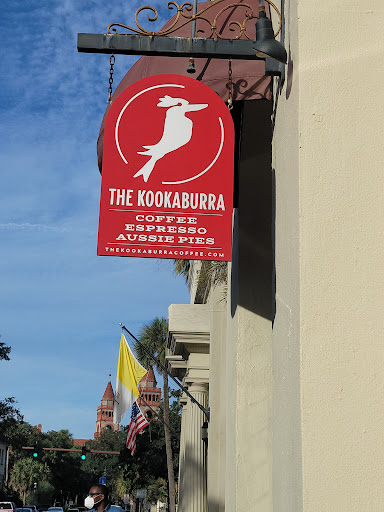 THE KOOKABURRA
COFFEE
ESPRESSO
AUSSIE PIES
THEKOOKABURRACOFFEE.COM